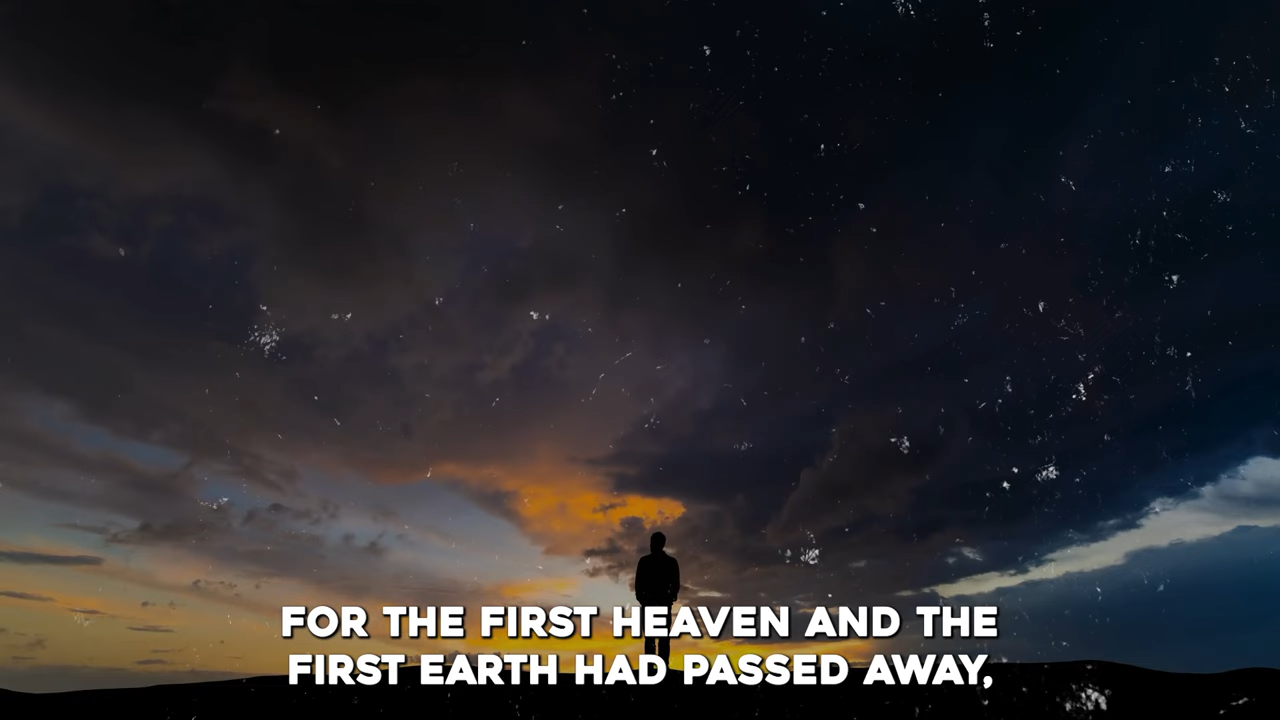 FOR THE FIRST HEAVEN AND THE
FIRST EARTH HAD PASSED AWAY,